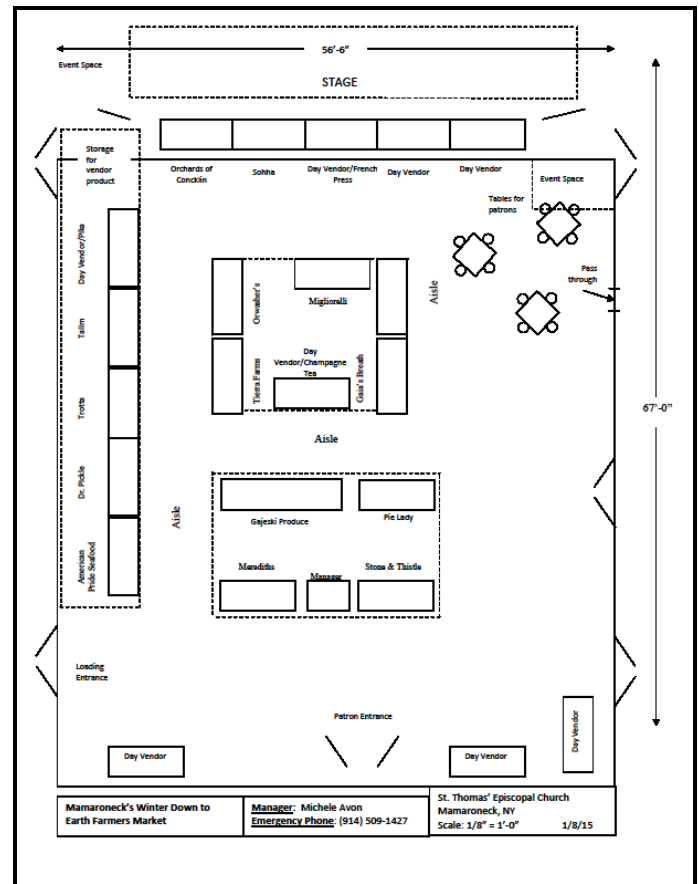 56'-6"
Event Space
STAGE
Storage
for
vendor
product
Orchards of
Concklin
Sohha
Day Vendor/French
Press
Day Vendor
Day Vendor
Event Space
Tables for
patrons
Pass
through
Day Vendor/Pika
Tallm
Trotta
Dr. Pickle
American
Pride Seafood
Orwasher's
Migliorelli
Aisle
Tierra Farms
Day
Vendor/Champagne
Tea
Gaia's Breath
67'-0"
Aisle
Aisle
Gajeski Produce
Pie Lady
Merediths
Manager
Stone & Thistle
Loading
Entrance
Patron Entrance
Day Vendor
Day Vendor
Day Vendor
Mamaroneck's Winter Down to
Earth Farmers Market
Manager: Michele Avon
Emergency Phone: (914) 509-1427
St. Thomas' Episcopal Church
Mamaroneck, NY
Scale: 1/8" = 1'-0" 1/8/15